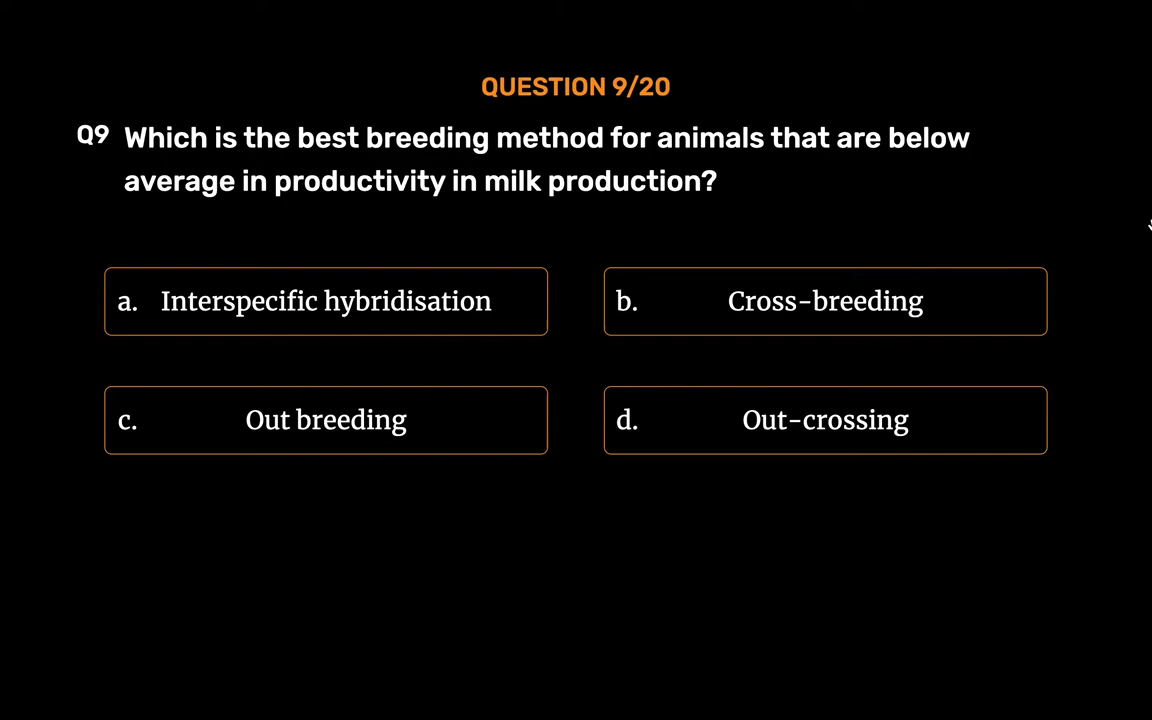 QUESTION 9/20
Q9 Which is the best breeding method for animals that are below
average in productivity in milk production?
a. Interspecific hybridisation
b. Cross-breeding
c. Out breeding
d. Out-crossing